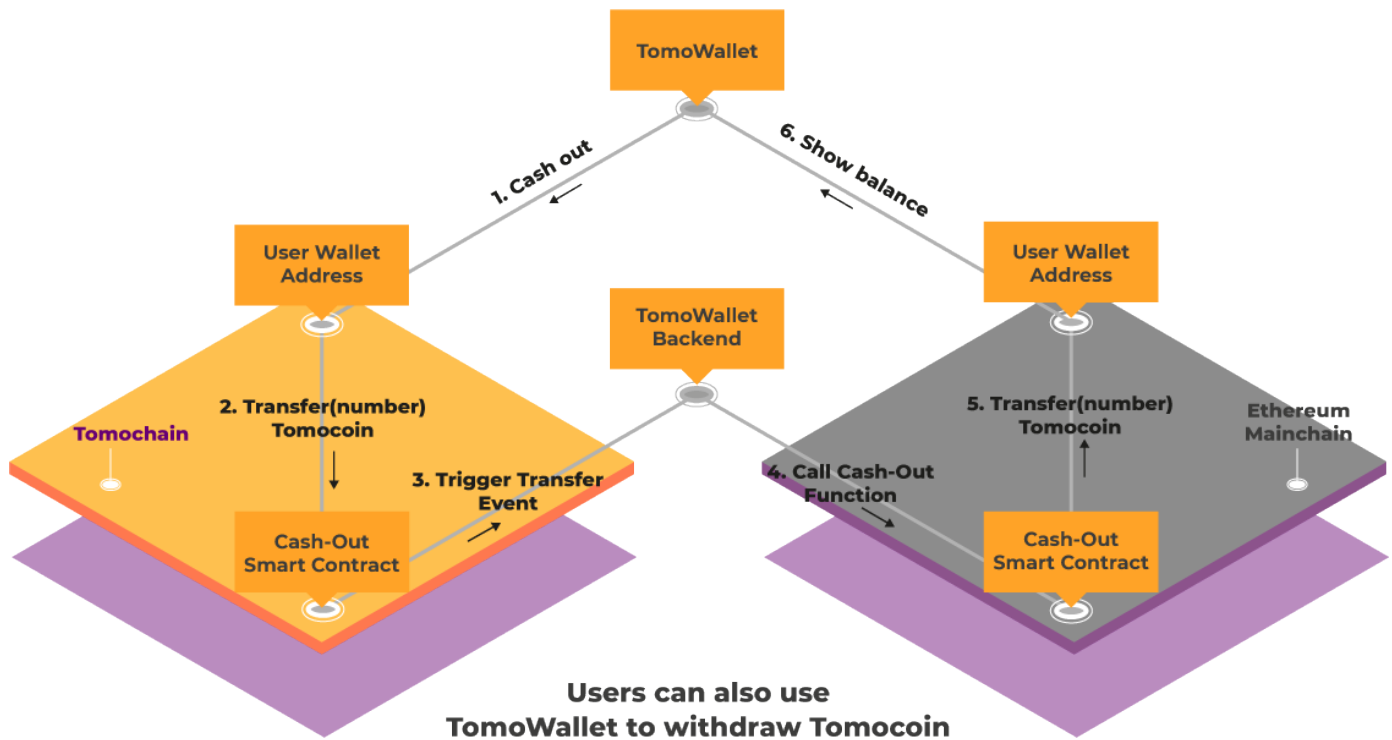 TomoWallet
1. Cash out
6. Show balance
User Wallet
Address
User Wallet
Address
TomoWallet
Backend
2. Transfer(number)
Tomocoin
5. Transfer(number)
Tomocoin
Tomochain
Ethereum
Mainchain
3. Trigger Transfer
Event
4. Call Cash-Out
Function
Cash-Out
Smart Contract
Cash-Out
Smart Contract
Users can also use
TomoWallet to withdraw Tomocoin